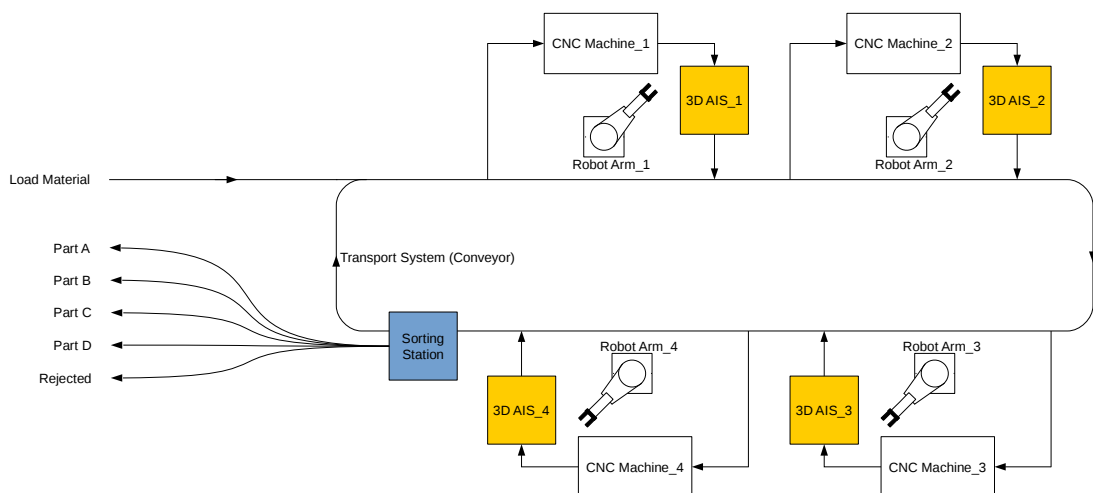 CNC Machine_1
CNC Machine_2
3D AIS_1
3D AIS_2
Robot Arm_1
Robot Arm_2
Load Material
Part A
Part B
Part C
Part D
Rejected
Transport System (Conveyor)
Sorting
Station
Robot Arm_4
Robot Arm_3
3D AIS_4
3D AIS_3
CNC Machine_4
CNC Machine_3